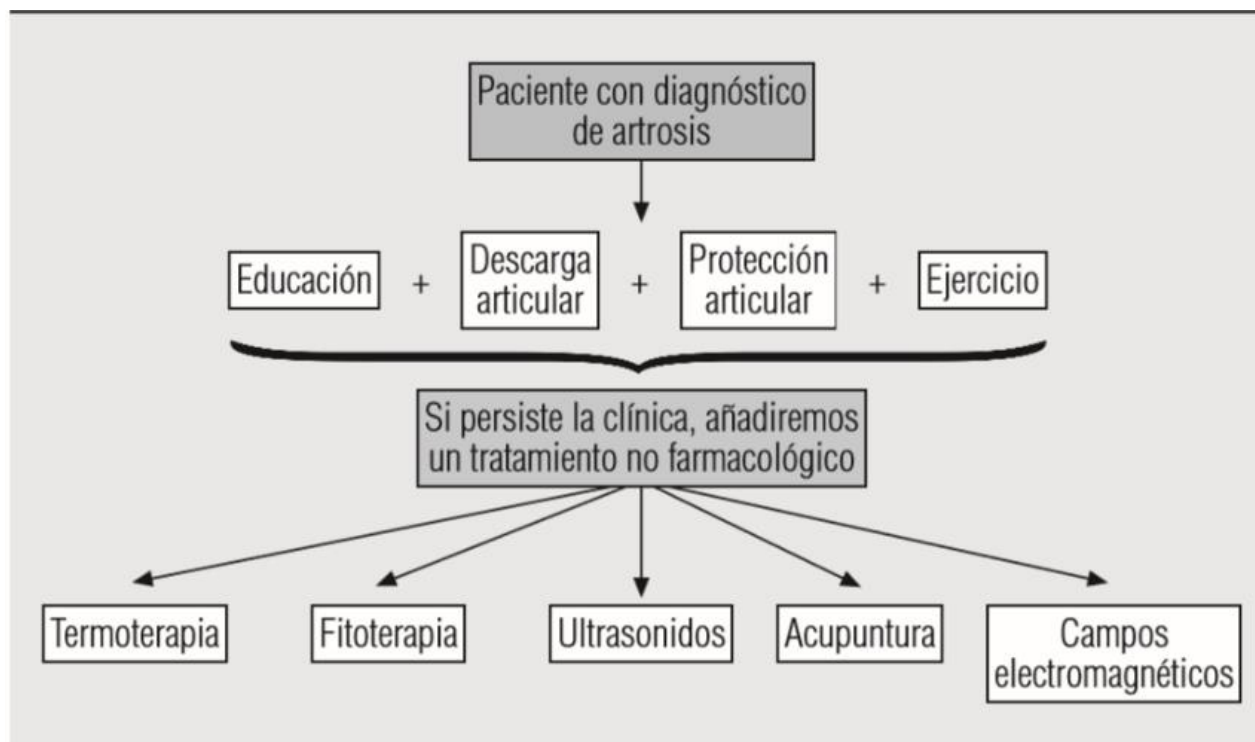 Paciente con diagnóstico
de artrosis
Educación + Descarga articular + Protección articular + Ejercicio
Si persiste la clínica, añadiremos
un tratamiento no farmacológico
Termoterapia
Fitoterapia
Ultrasonidos
Acupuntura
Campos
electromagnéticos